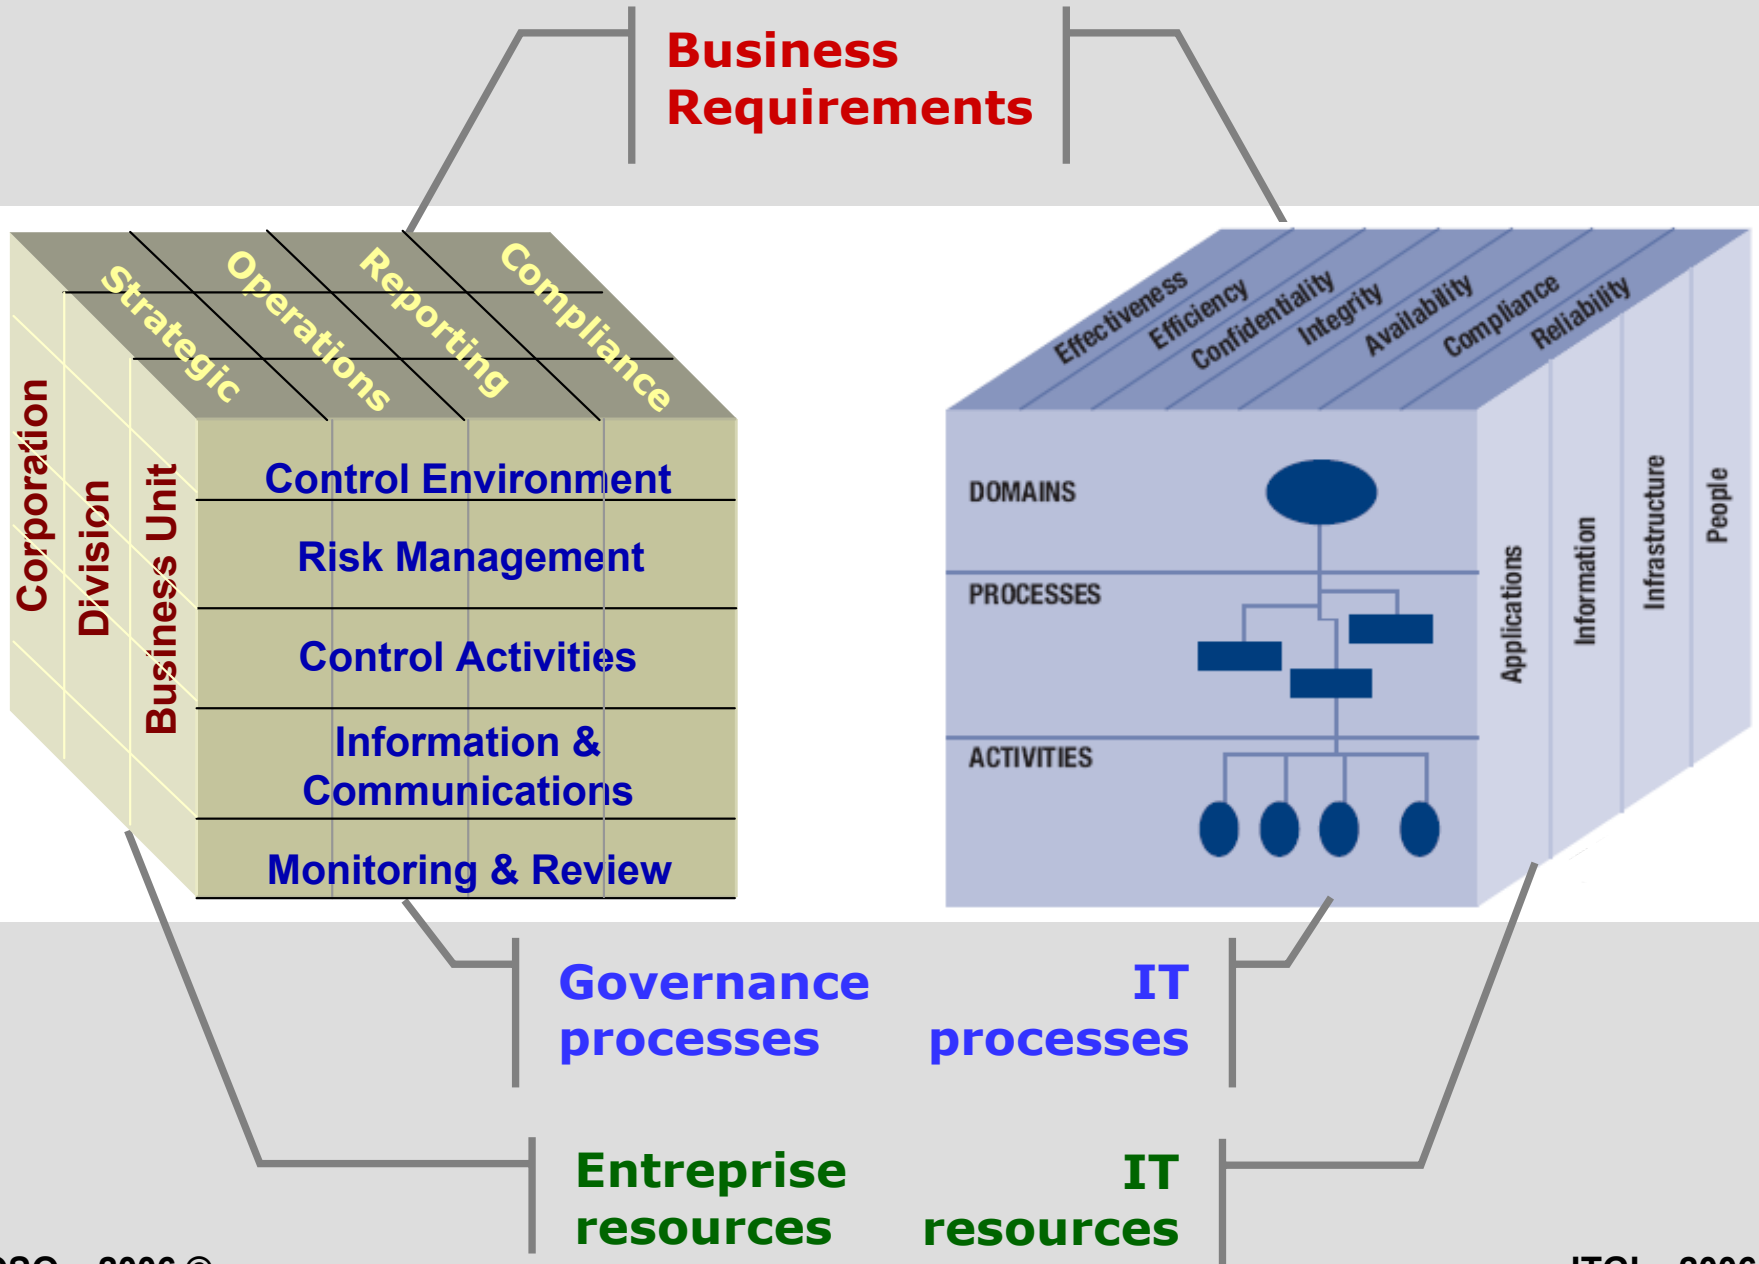 Business
Requirements
Strategic
Operations
Reporting
Compliance
Corporation
Division
Business Unit
Control Environment
Risk Management
Control Activities
Information &
Communications
Monitoring & Review
Effectiveness
Efficiency
Confidentiality
Integrity
Availability
Compliance
Reliability
DOMAINS
PROCESSES
ACTIVITIES
Applications
Information
Infrastructure
People
Governance
processes
IT
processes
Entreprise
resources
IT
resources